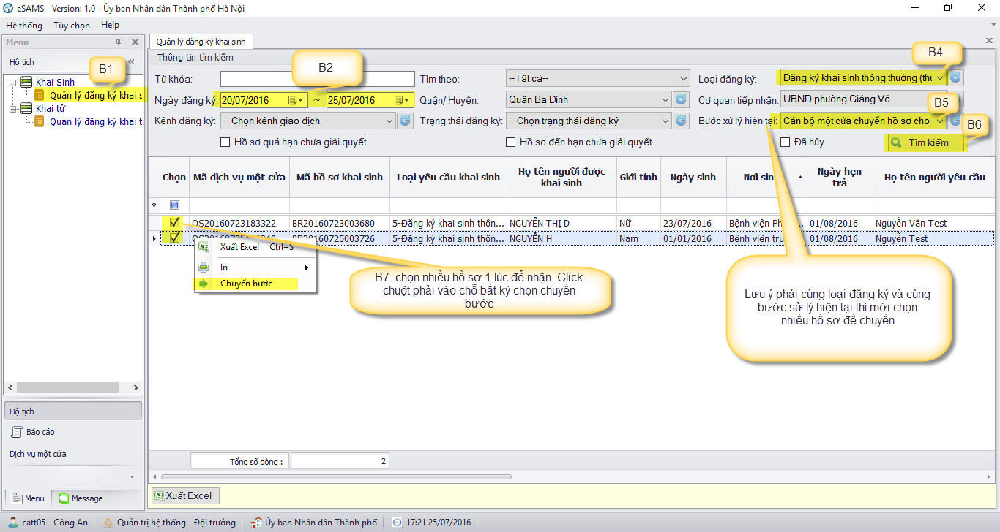 eSAMS - Version: 1.0 - Ủy ban Nhân dân Thành phố Hà Nội
Hệ thống Tùy chọn Help
Menu
Hộ tịch
B1
Khai Sinh
Quản lý đăng ký khai s
Khai tử
Quản lý đăng ký khai t
Hộ tịch
Báo cáo
Dịch vụ một cửa
Menu Message
Quản lý đăng ký khai sinh
Thông tin tìm kiếm
B2
B4
Từ khóa: Tìm theo: --Tất cả-- Loại đăng ký: Đăng ký khai sinh thông thường (thu
Ngày đăng ký: 20/07/2016 ~ 25/07/2016 Quận/ Huyện: Quận Ba Đình Cơ quan tiếp nhận: UBND phường Giảng Võ
B5
Kênh đăng ký: -- Chọn kênh giao dịch -- Trạng thái đăng ký: -- Chọn trạng thái đăng ký -- Bước xử lý hiện tại: Cán bộ một cửa chuyển hồ sơ cho
B6
Hồ sơ quá hạn chưa giải quyết Hồ sơ đến hạn chưa giải quyết Đã hủy Tìm kiếm
Chọn Mã dịch vụ một cửa Mã hồ sơ khai sinh Loại yêu cầu khai sinh Họ tên người được khai sinh Giới tính Ngày sinh Nơi sin Ngày hẹn trả Họ tên người yêu cầu
OS20160723183322 BR20160723003680 5-Đăng ký khai sinh thôn... NGUYỄN THỊ D Nữ 23/07/2016 Bệnh viện Ph... 01/08/2016 Nguyễn Văn Test
BR20160725003726 5-Đăng ký khai sinh thôn... NGUYỄN H Nam 01/01/2016 Bệnh viện tru... 01/08/2016 Nguyễn Test
Xuất Excel Ctrl+S
In
Chuyển bước
B7 chọn nhiều hồ sơ 1 lúc để nhận. Click
chuột phải vào chỗ bất kỳ chọn chuyển
bước
Lưu ý phải cùng loại đăng ký và cùng
bước sử lý hiện tại thì mới chọn
nhiều hồ sơ để chuyển
Tổng số dòng : 2
Xuất Excel
catt05 - Công An Quản trị hệ thống - Đội trưởng Ủy ban Nhân dân Thành phố 17:21 25/07/2016